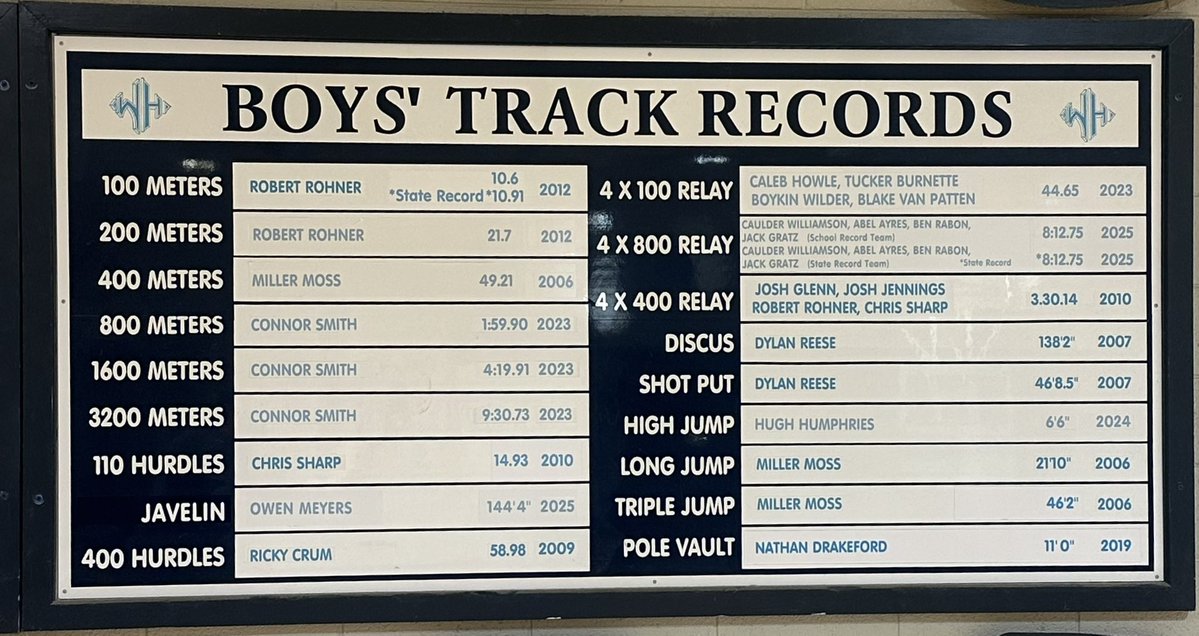 WH BOYS' TRACK RECORDS WH
100 METERS ROBERT ROHNER 10.6
*State Record *10.91 2012
200 METERS ROBERT ROHNER 21.7 2012
400 METERS MILLER MOSS 49.21 2006
800 METERS CONNOR SMITH 1:59.90 2023
1600 METERS CONNOR SMITH 4:19.91 2023
3200 METERS CONNOR SMITH 9:30.73 2023
110 HURDLES CHRIS SHARP 14.93 2010
JAVELIN OWEN MEYERS 144'4" 2025
400 HURDLES RICKY CRUM 58.98 2009
4 X 100 RELAY CALEB HOWLE, TUCKER BURNETTE
BOYKIN WILDER, BLAKE VAN PATTEN 44.65 2023
4 X 800 RELAY CAULDER WILLIAMSON, ABEL AYRES, BEN RABON,
JACK GRATZ (School Record Team) 8:12.75 2025
CAULDER WILLIAMSON, ABEL AYRES, BEN RABON,
JACK GRATZ (State Record Team) *State Record *8:12.75 2025
4 X 400 RELAY JOSH GLENN, JOSH JENNINGS
ROBERT ROHNER, CHRIS SHARP 3.30.14 2010
DISCUS DYLAN REESE 138'2" 2007
SHOT PUT DYLAN REESE 46'8.5" 2007
HIGH JUMP HUGH HUMPHRIES 6'6" 2024
LONG JUMP MILLER MOSS 21'10" 2006
TRIPLE JUMP MILLER MOSS 46'2" 2006
POLE VAULT NATHAN DRAKEFORD 11'0" 2019